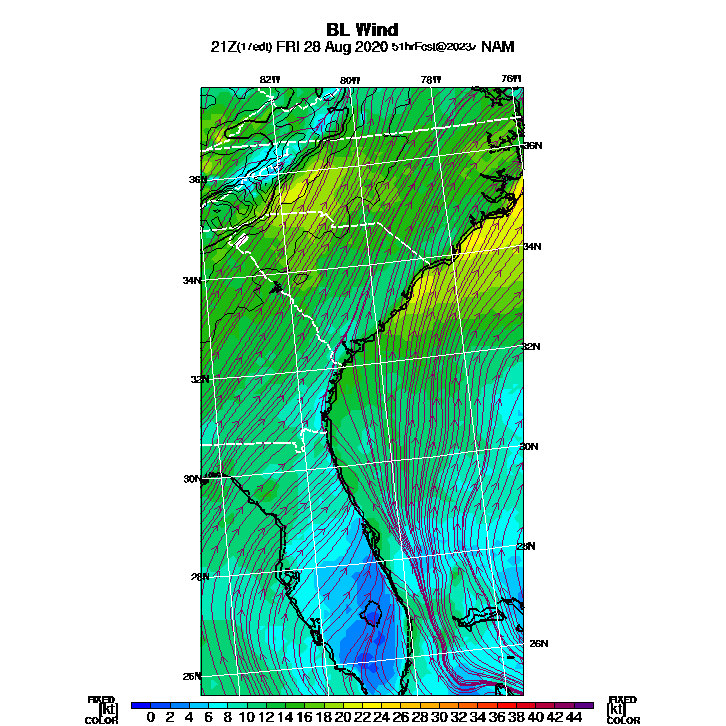 BL Wind
21Z(17edt) FRI 28 Aug 2020 51hrFcst@2023z NAM
82W 80W 78W 76W
36N
36N
34N
34N
32N
32N
30N
30N
28N
28N
26N
26N
FIXED FIXED
[kt] 0 2 4 6 8 10 12 14 16 18 20 22 24 26 28 30 32 34 36 38 40 42 44 [kt]
COLOR COLOR